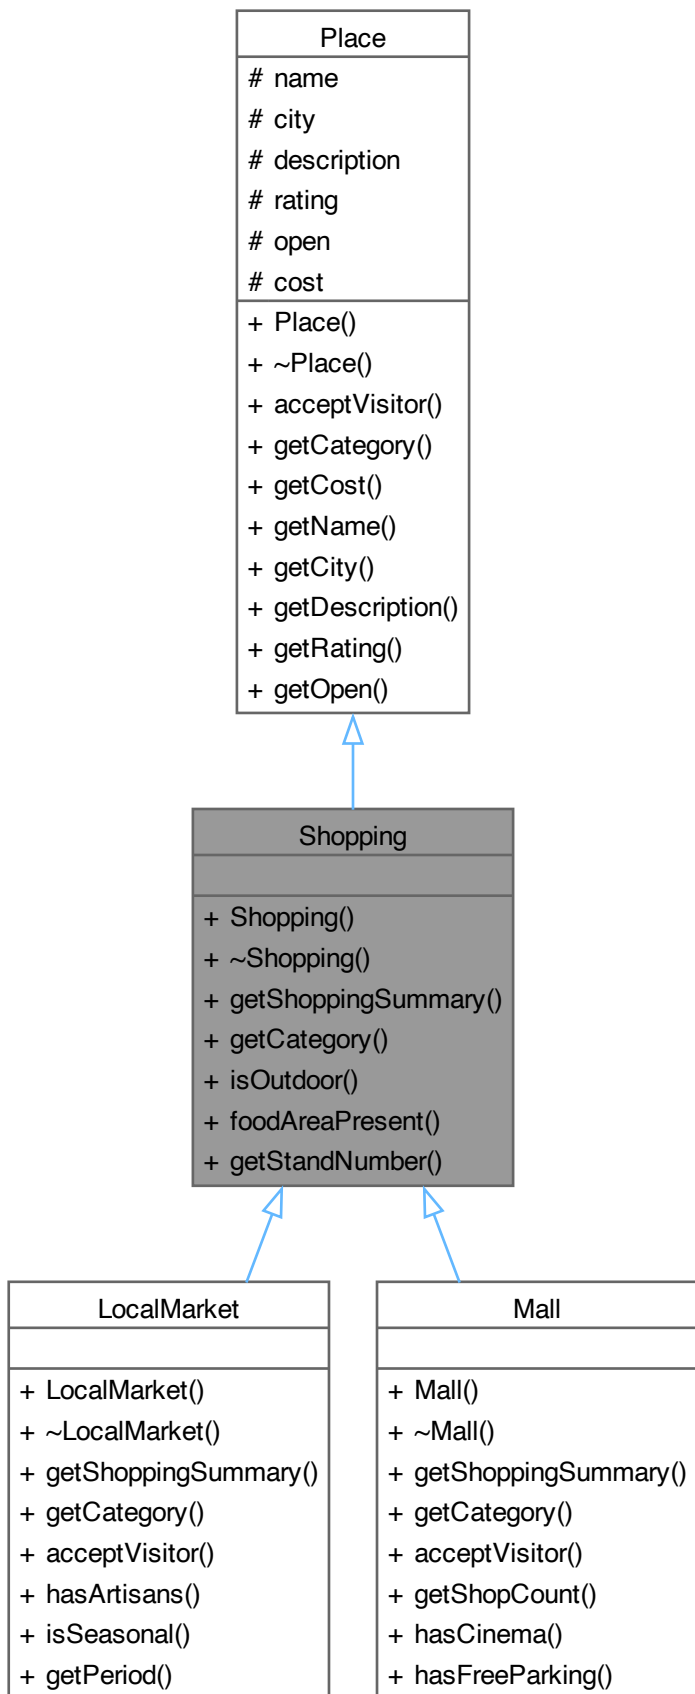 Place
# name
# city
# description
# rating
# open
# cost
+ Place()
+ ~Place()
+ acceptVisitor()
+ getCategory()
+ getCost()
+ getName()
+ getCity()
+ getDescription()
+ getRating()
+ getOpen()
Shopping
+ Shopping()
+ ~Shopping()
+ getShoppingSummary()
+ getCategory()
+ isOutdoor()
+ foodAreaPresent()
+ getStandNumber()
LocalMarket
+ LocalMarket()
+ ~LocalMarket()
+ getShoppingSummary()
+ getCategory()
+ acceptVisitor()
+ hasArtisans()
+ isSeasonal()
+ getPeriod()
Mall
+ Mall()
+ ~Mall()
+ getShoppingSummary()
+ getCategory()
+ acceptVisitor()
+ getShopCount()
+ hasCinema()
+ hasFreeParking()